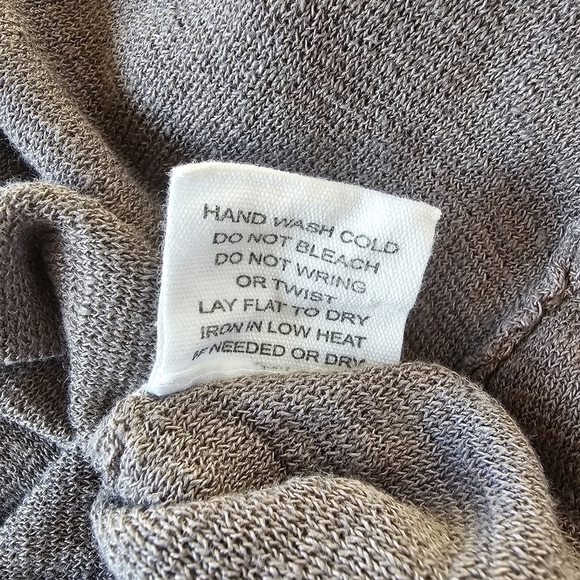 HAND WASH COLD
DO NOT BLEACH
DO NOT WRING
OR TWIST
LAY FLAT TO DRY
IRON IN LOW HEAT
IF NEEDED OR DRY